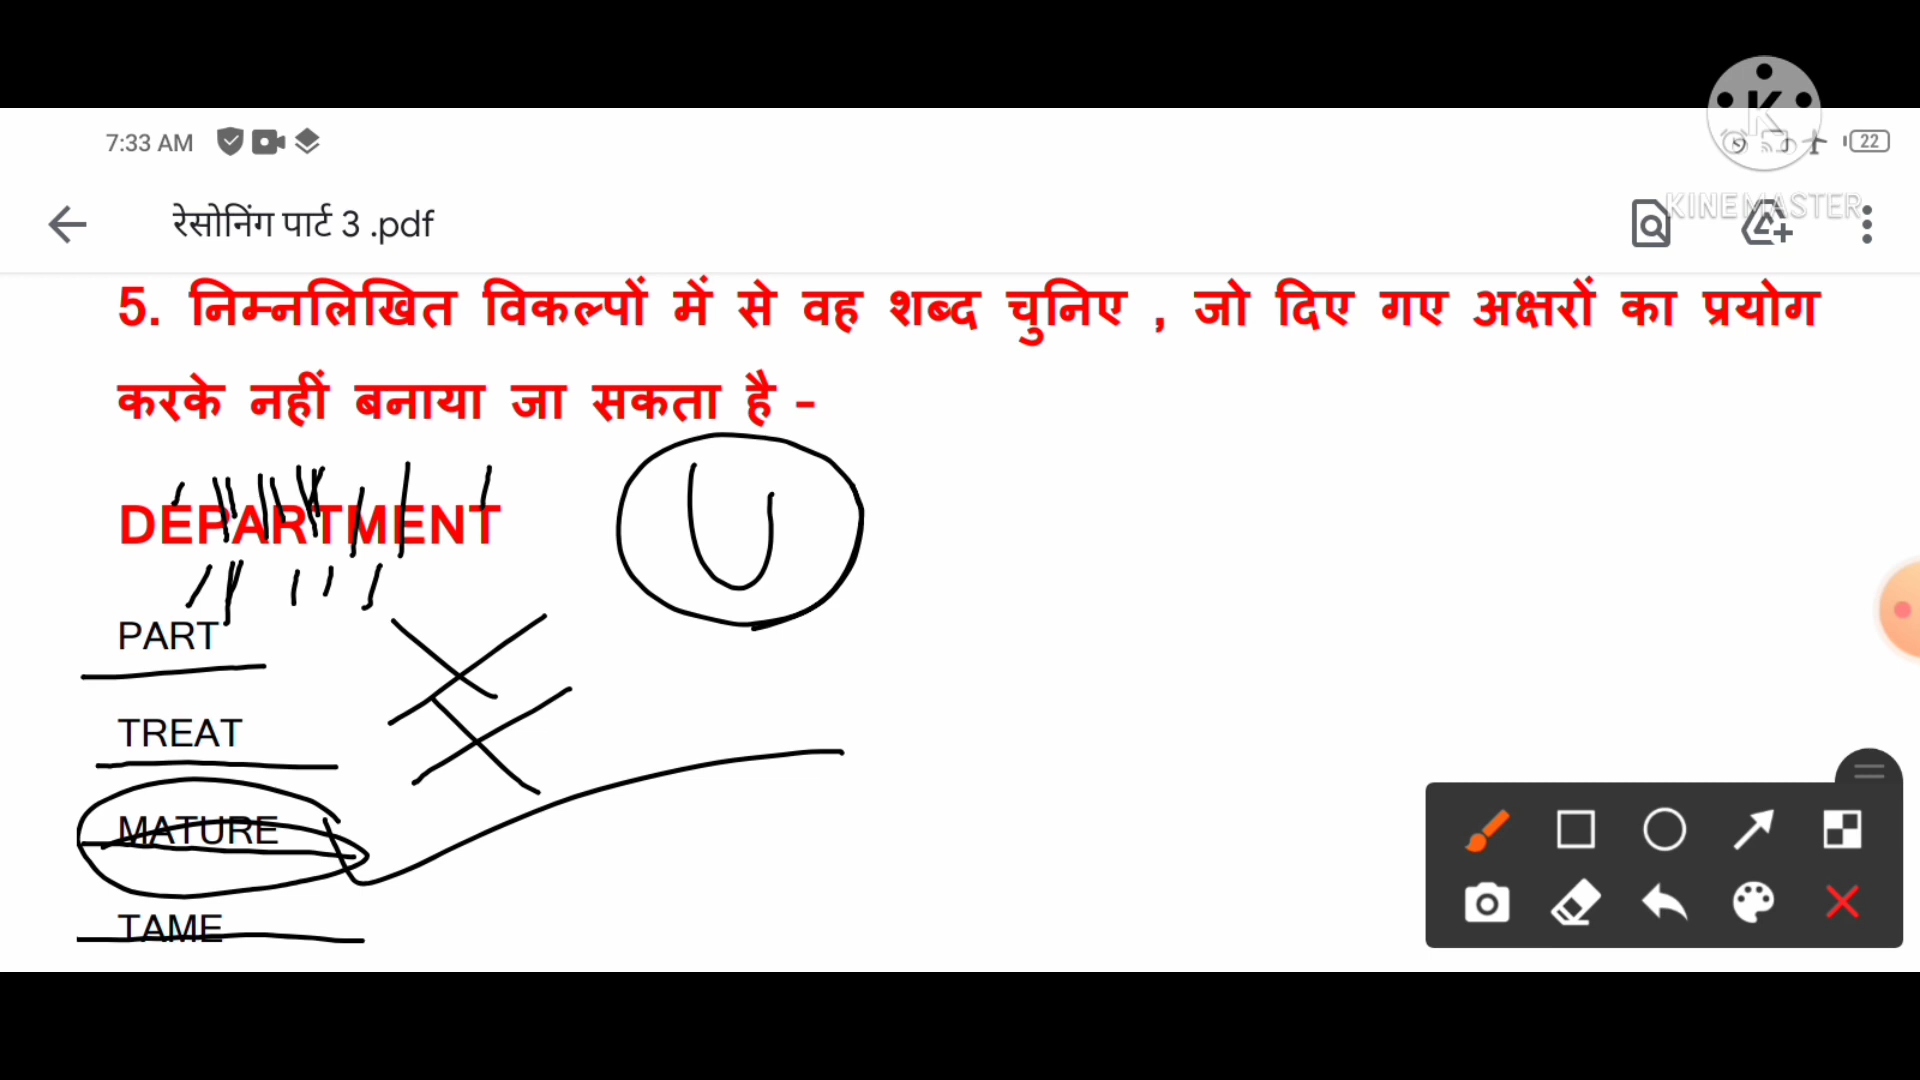 7:33 AM
22
KINEMASTER
रेसोनिंग पार्ट 3 .pdf
5. निम्नलिखित विकल्पों में से वह शब्द चुनिए , जो दिए गए अक्षरों का प्रयोग
करके नहीं बनाया जा सकता है -
DEPARTMENT
U
PART
TREAT
MATURE
TAME